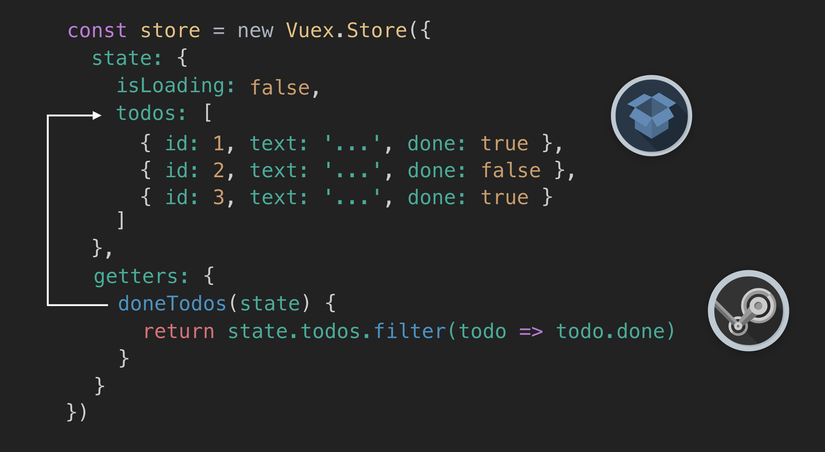 const store = new Vuex.Store({
state: {
isLoading: false,
todos: [
{ id: 1, text: '...', done: true },
{ id: 2, text: '...', done: false },
{ id: 3, text: '...', done: true }
]
},
getters: {
doneTodos(state) {
return state.todos.filter(todo => todo.done)
}
}
})